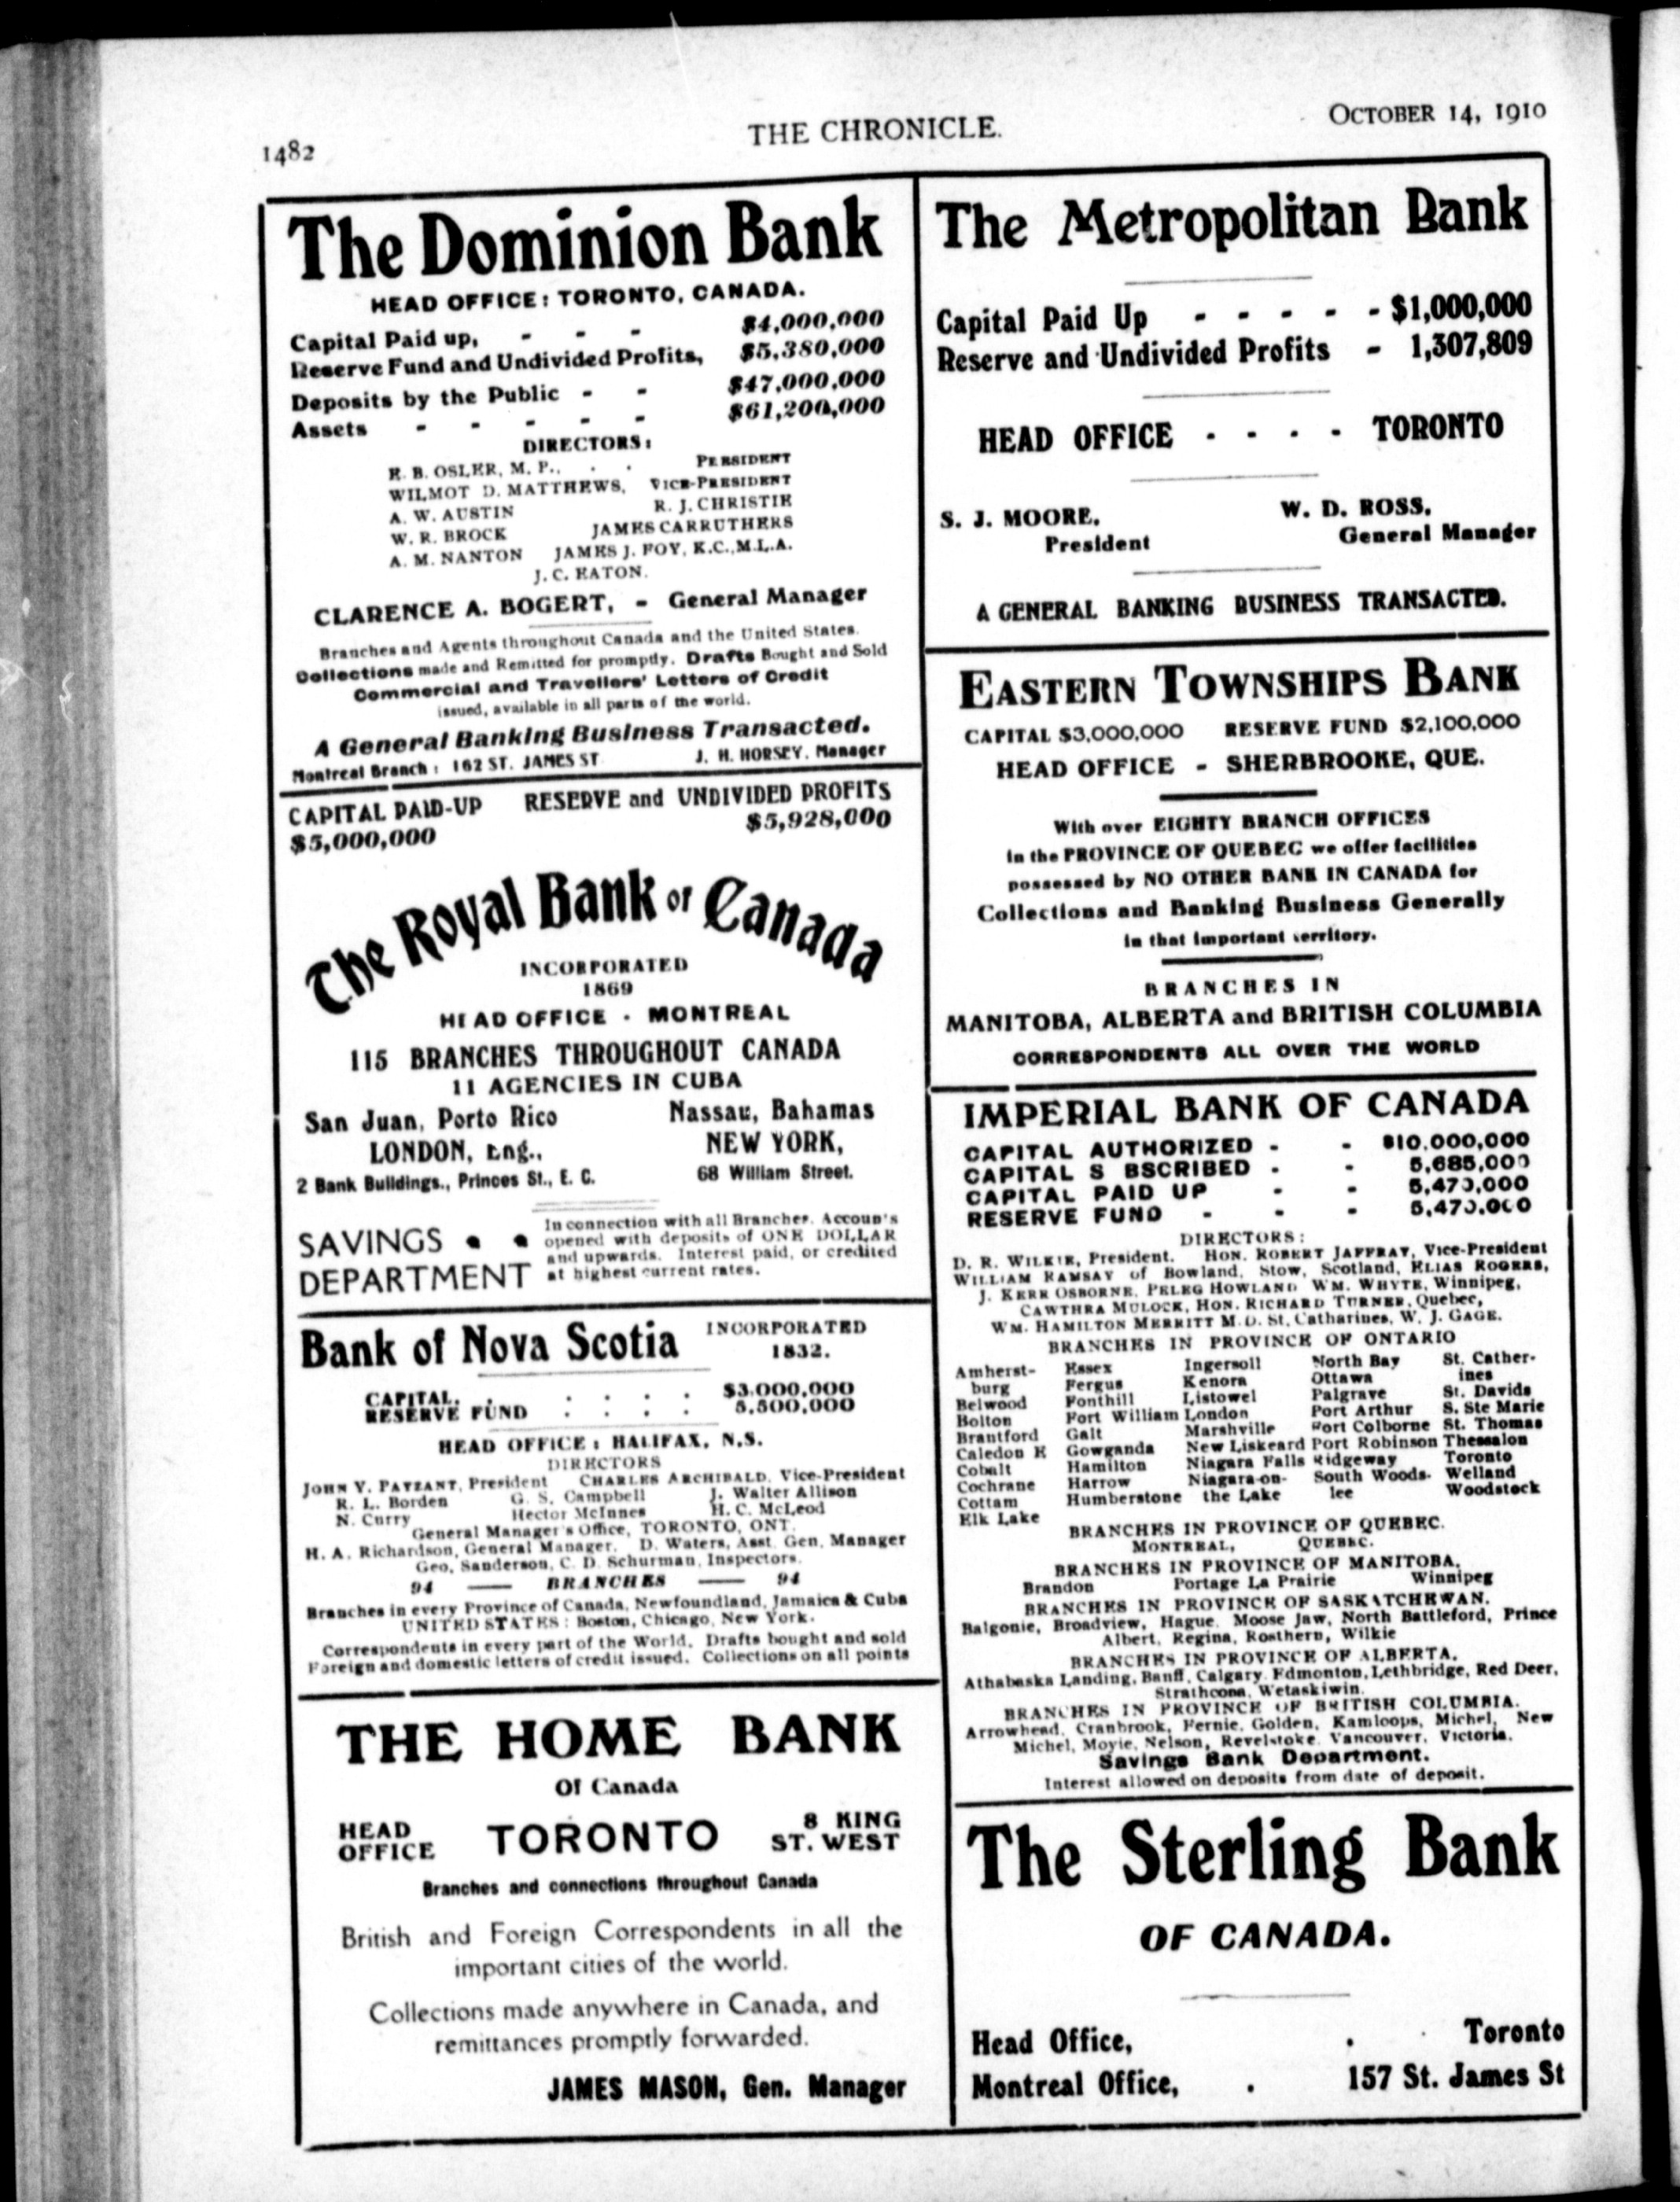 1482
THE CHRONICLE.
OCTOBER 14, 1910
The Dominion Bank
HEAD OFFICE: TORONTO, CANADA.
Capital Paid up, - - - $4,000,000
Reserve Fund and Undivided Profits, $5,380,000
Deposits by the Public - - $47,000,000
Assets - - - - - $61,200,000
DIRECTORS:
E. B. OSLER, M. P., . . PRESIDENT
WILMOT D. MATTHEWS, VICE-PRESIDENT
A. W. AUSTIN R. J. CHRISTIE
W. R. BROCK JAMES CARRUTHERS
A. M. NANTON JAMES J. FOY, K.C., M.L.A.
J. C. EATON.
CLARENCE A. BOGERT, - General Manager
Branches and Agents throughout Canada and the United States.
Collections made and Remitted for promptly. Drafts Bought and Sold
Commercial and Travellers' Letters of Credit
issued, available in all parts of the world.
A General Banking Business Transacted.
Montreal Branch: 162 ST. JAMES ST. J. H. HORSEY, Manager
CAPITAL PAID-UP RESERVE and UNDIVIDED PROFITS
$5,000,000 $5,928,000
The Royal Bank of Canada
INCORPORATED
1869
HEAD OFFICE - MONTREAL
115 BRANCHES THROUGHOUT CANADA
11 AGENCIES IN CUBA
San Juan, Porto Rico Nassau, Bahamas
LONDON, Eng., NEW YORK,
2 Bank Buildings., Princes St., E. C. 68 William Street.
SAVINGS • •
DEPARTMENT
In connection with all Branches. Accounts
opened with deposits of ONE DOLLAR
and upwards. Interest paid, or credited
at highest current rates.
Bank of Nova Scotia INCORPORATED
1832.
CAPITAL. . : : : . $3,000,000
RESERVE FUND : : : . 5,500,000
HEAD OFFICE: HALIFAX, N.S.
DIRECTORS
JOHN Y. PAYZANT, President CHARLES ARCHIBALD, Vice-President
R. L. Borden G. S. Campbell J. Walter Allison
N. Curry Hector McInnes H. C. McLeod
General Manager's Office, TORONTO, ONT.
H. A. Richardson, General Manager. D. Waters, Asst. Gen. Manager
Geo. Sanderson, C. D. Schurman, Inspectors.
94 —— BRANCHES —— 94
Branches in every Province of Canada, Newfoundland, Jamaica & Cuba
UNITED STATES: Boston, Chicago, New York.
Correspondents in every part of the World. Drafts bought and sold
Foreign and domestic letters of credit issued. Collections on all points
THE HOME BANK
Of Canada
HEAD OFFICE TORONTO 8 KING ST. WEST
Branches and connections throughout Canada
British and Foreign Correspondents in all the
important cities of the world.
Collections made anywhere in Canada, and
remittances promptly forwarded.
JAMES MASON, Gen. Manager
The Metropolitan Bank
Capital Paid Up - - - - - $1,000,000
Reserve and Undivided Profits - 1,307,809
HEAD OFFICE - - - - TORONTO
S. J. MOORE, W. D. ROSS,
President General Manager
A GENERAL BANKING BUSINESS TRANSACTED.
EASTERN TOWNSHIPS BANK
CAPITAL $3,000,000 RESERVE FUND $2,100,000
HEAD OFFICE - SHERBROOKE, QUE.
With over EIGHTY BRANCH OFFICES
in the PROVINCE OF QUEBEC we offer facilities
possessed by NO OTHER BANK IN CANADA for
Collections and Banking Business Generally
in that important territory.
BRANCHES IN
MANITOBA, ALBERTA and BRITISH COLUMBIA
CORRESPONDENTS ALL OVER THE WORLD
IMPERIAL BANK OF CANADA
CAPITAL AUTHORIZED - - $10,000,000
CAPITAL S BSCRIBED - - 5,685,000
CAPITAL PAID UP - - 5,470,000
RESERVE FUND - - - 5,470,000
DIRECTORS:
D. R. WILKIE, President. HON. ROBERT JAFFRAY, Vice-President
WILLIAM RAMSAY of Bowland, Stow, Scotland, ELIAS ROGERS,
J. KERR OSBORNE, PELEG HOWLAND, WM. WHYTE, Winnipeg,
CAWTHRA MULOCK, HON. RICHARD TURNER, Quebec,
WM. HAMILTON MERRITT M.D. St. Catharines, W. J. GAGE.
BRANCHES IN PROVINCE OF ONTARIO
Amherst- Essex Ingersoll North Bay St. Cather-
burg Fergus Kenora Ottawa ines
Belwood Fonthill Listowel Palgrave St. Davids
Bolton Fort William London Port Arthur S. Ste Marie
Brantford Galt Marshville Port Colborne St. Thomas
Caledon E Gowganda New Liskeard Port Robinson Thessalon
Cobalt Hamilton Niagara Falls Ridgeway Toronto
Cochrane Harrow Niagara-on- South Woods- Welland
Cottam Humberstone the Lake lee Woodstock
Elk Lake
BRANCHES IN PROVINCE OF QUEBEC.
MONTREAL, QUEBEC.
BRANCHES IN PROVINCE OF MANITOBA.
Brandon Portage La Prairie Winnipeg
BRANCHES IN PROVINCE OF SASKATCHEWAN.
Balgonie, Broadview, Hague, Moose Jaw, North Battleford, Prince
Albert, Regina, Rosthern, Wilkie
BRANCHES IN PROVINCE OF ALBERTA.
Athabaska Landing, Banff, Calgary, Edmonton, Lethbridge, Red Deer,
Strathcona, Wetaskiwin.
BRANCHES IN PROVINCE OF BRITISH COLUMBIA.
Arrowhead, Cranbrook, Fernie, Golden, Kamloops, Michel, New
Michel, Moyie, Nelson, Revelstoke, Vancouver, Victoria.
Savings Bank Department.
Interest allowed on deposits from date of deposit.
The Sterling Bank
OF CANADA.
Head Office, . . Toronto
Montreal Office, . 157 St. James St